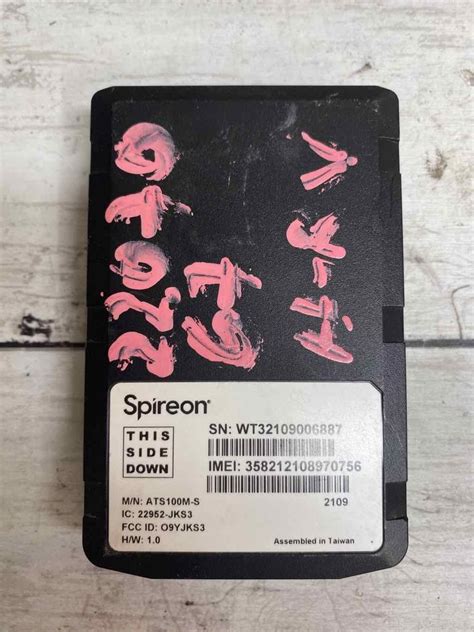 Spireon®
THIS
SIDE
DOWN
SN: WT32109006887
IMEI: 358212108970756
M/N: ATS100M-S
2109
IC: 22952-JKS3
FCC ID: O9YJKS3
H/W: 1.0
Assembled in Taiwan